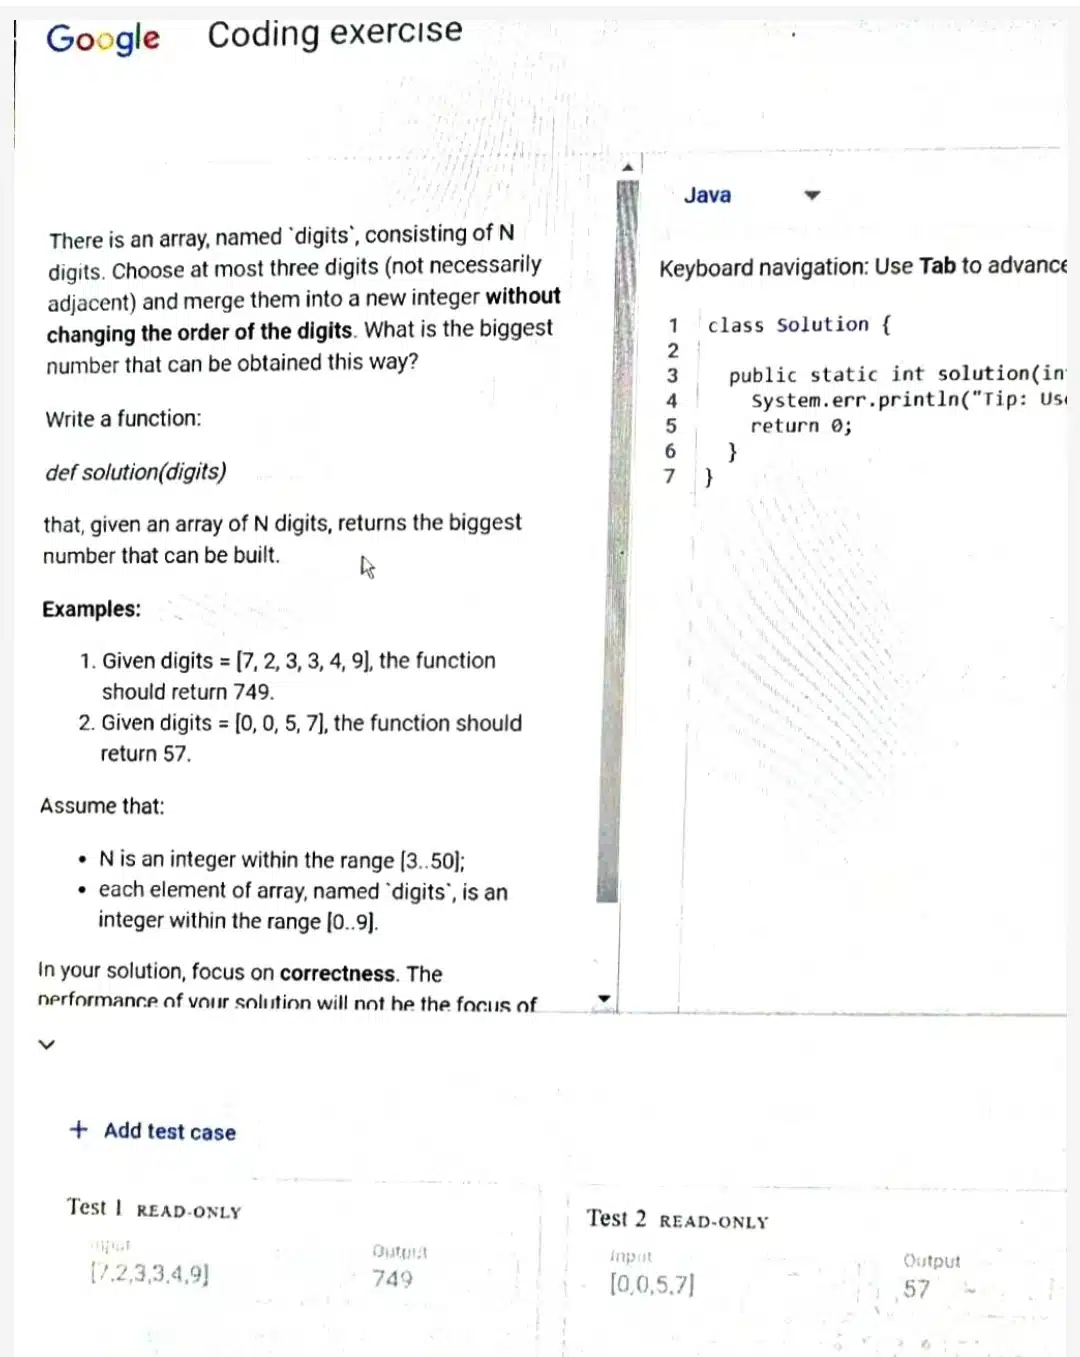 Google Coding exercise
There is an array, named `digits`, consisting of N
digits. Choose at most three digits (not necessarily
adjacent) and merge them into a new integer without
changing the order of the digits. What is the biggest
number that can be obtained this way?
Write a function:
def solution(digits)
that, given an array of N digits, returns the biggest
number that can be built.
Examples:
1. Given digits = [7, 2, 3, 3, 4, 9], the function
should return 749.
2. Given digits = [0, 0, 5, 7], the function should
return 57.
Assume that:
• N is an integer within the range [3..50];
• each element of array, named `digits`, is an
integer within the range [0..9].
In your solution, focus on correctness. The
performance of your solution will not be the focus of
Java
Keyboard navigation: Use Tab to advance
1 class Solution {
2
3 public static int solution(in
4 System.err.println("Tip: Us
5 return 0;
6 }
7 }
+ Add test case
Test 1 READ-ONLY
Input Output
[7,2,3,3,4,9] 749
Test 2 READ-ONLY
Input Output
[0,0,5,7] 57